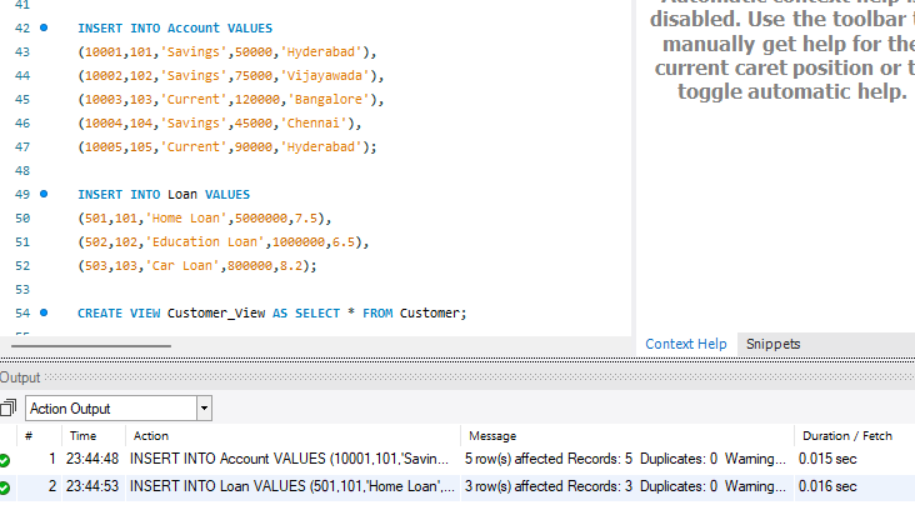 41
42 INSERT INTO Account VALUES
43 (10001,101,'Savings',50000,'Hyderabad'),
44 (10002,102,'Savings',75000,'Vijayawada'),
45 (10003,103,'Current',120000,'Bangalore'),
46 (10004,104,'Savings',45000,'Chennai'),
47 (10005,105,'Current',90000,'Hyderabad');
48
49 INSERT INTO Loan VALUES
50 (501,101,'Home Loan',5000000,7.5),
51 (502,102,'Education Loan',1000000,6.5),
52 (503,103,'Car Loan',800000,8.2);
53
54 CREATE VIEW Customer_View AS SELECT * FROM Customer;
Automatic context help
disabled. Use the toolbar
manually get help for the
current caret position or
toggle automatic help.
Context Help Snippets
Output
Action Output
# Time Action Message Duration / Fetch
1 23:44:48 INSERT INTO Account VALUES (10001,101,'Savin... 5 row(s) affected Records: 5 Duplicates: 0 Warning... 0.015 sec
2 23:44:53 INSERT INTO Loan VALUES (501,101,'Home Loan',... 3 row(s) affected Records: 3 Duplicates: 0 Warning... 0.016 sec